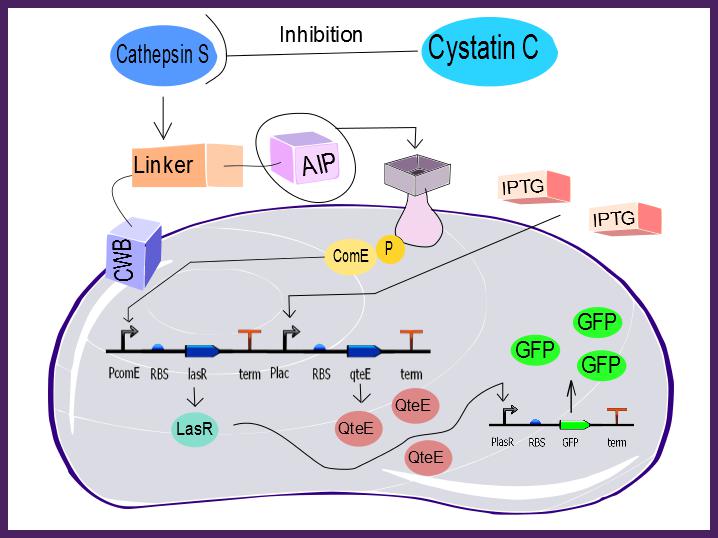 Inhibition
Cathepsin S
Cystatin C
Linker
AIP
IPTG
IPTG
CWB
ComE
P
GFP
GFP
GFP
PcomE RBS lasR term Plac RBS qteE term
LasR
QteE
QteE
QteE
PlasR RBS GFP term